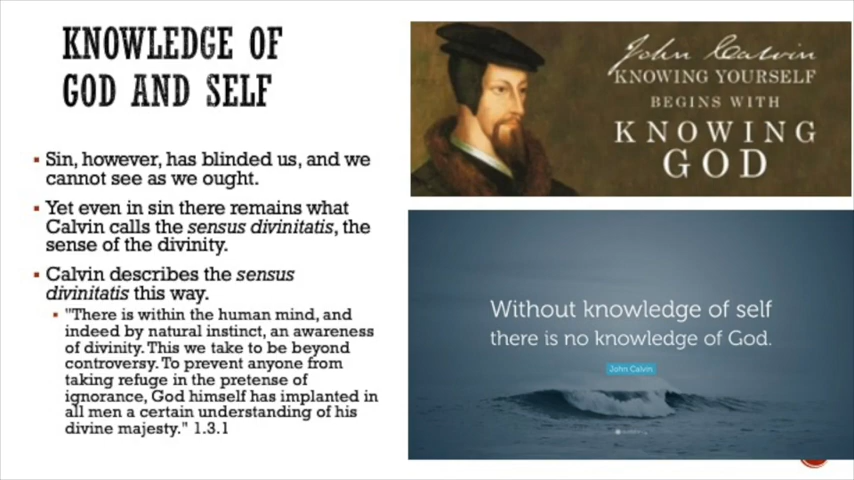 KNOWLEDGE OF
GOD AND SELF
▪ Sin, however, has blinded us, and we
cannot see as we ought.
▪ Yet even in sin there remains what
Calvin calls the sensus divinitatis, the
sense of the divinity.
▪ Calvin describes the sensus
divinitatis this way.
▪ "There is within the human mind, and
indeed by natural instinct, an awareness
of divinity. This we take to be beyond
controversy. To prevent anyone from
taking refuge in the pretense of
ignorance, God himself has implanted in
all men a certain understanding of his
divine majesty." 1.3.1
John Calvin
KNOWING YOURSELF
BEGINS WITH
KNOWING
GOD
Without knowledge of self
there is no knowledge of God.
John Calvin